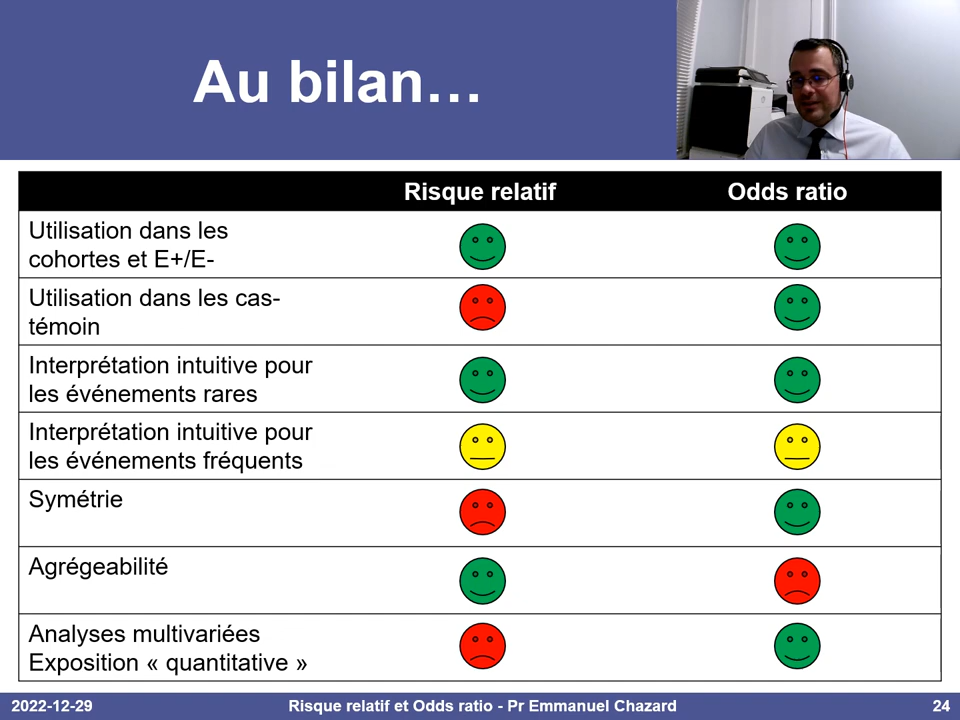 Au bilan…
Risque relatif
Odds ratio
Utilisation dans les
cohortes et E+/E-
Utilisation dans les cas-
témoin
Interprétation intuitive pour
les événements rares
Interprétation intuitive pour
les événements fréquents
Symétrie
Agrégeabilité
Analyses multivariées
Exposition « quantitative »
2022-12-29
Risque relatif et Odds ratio - Pr Emmanuel Chazard
24